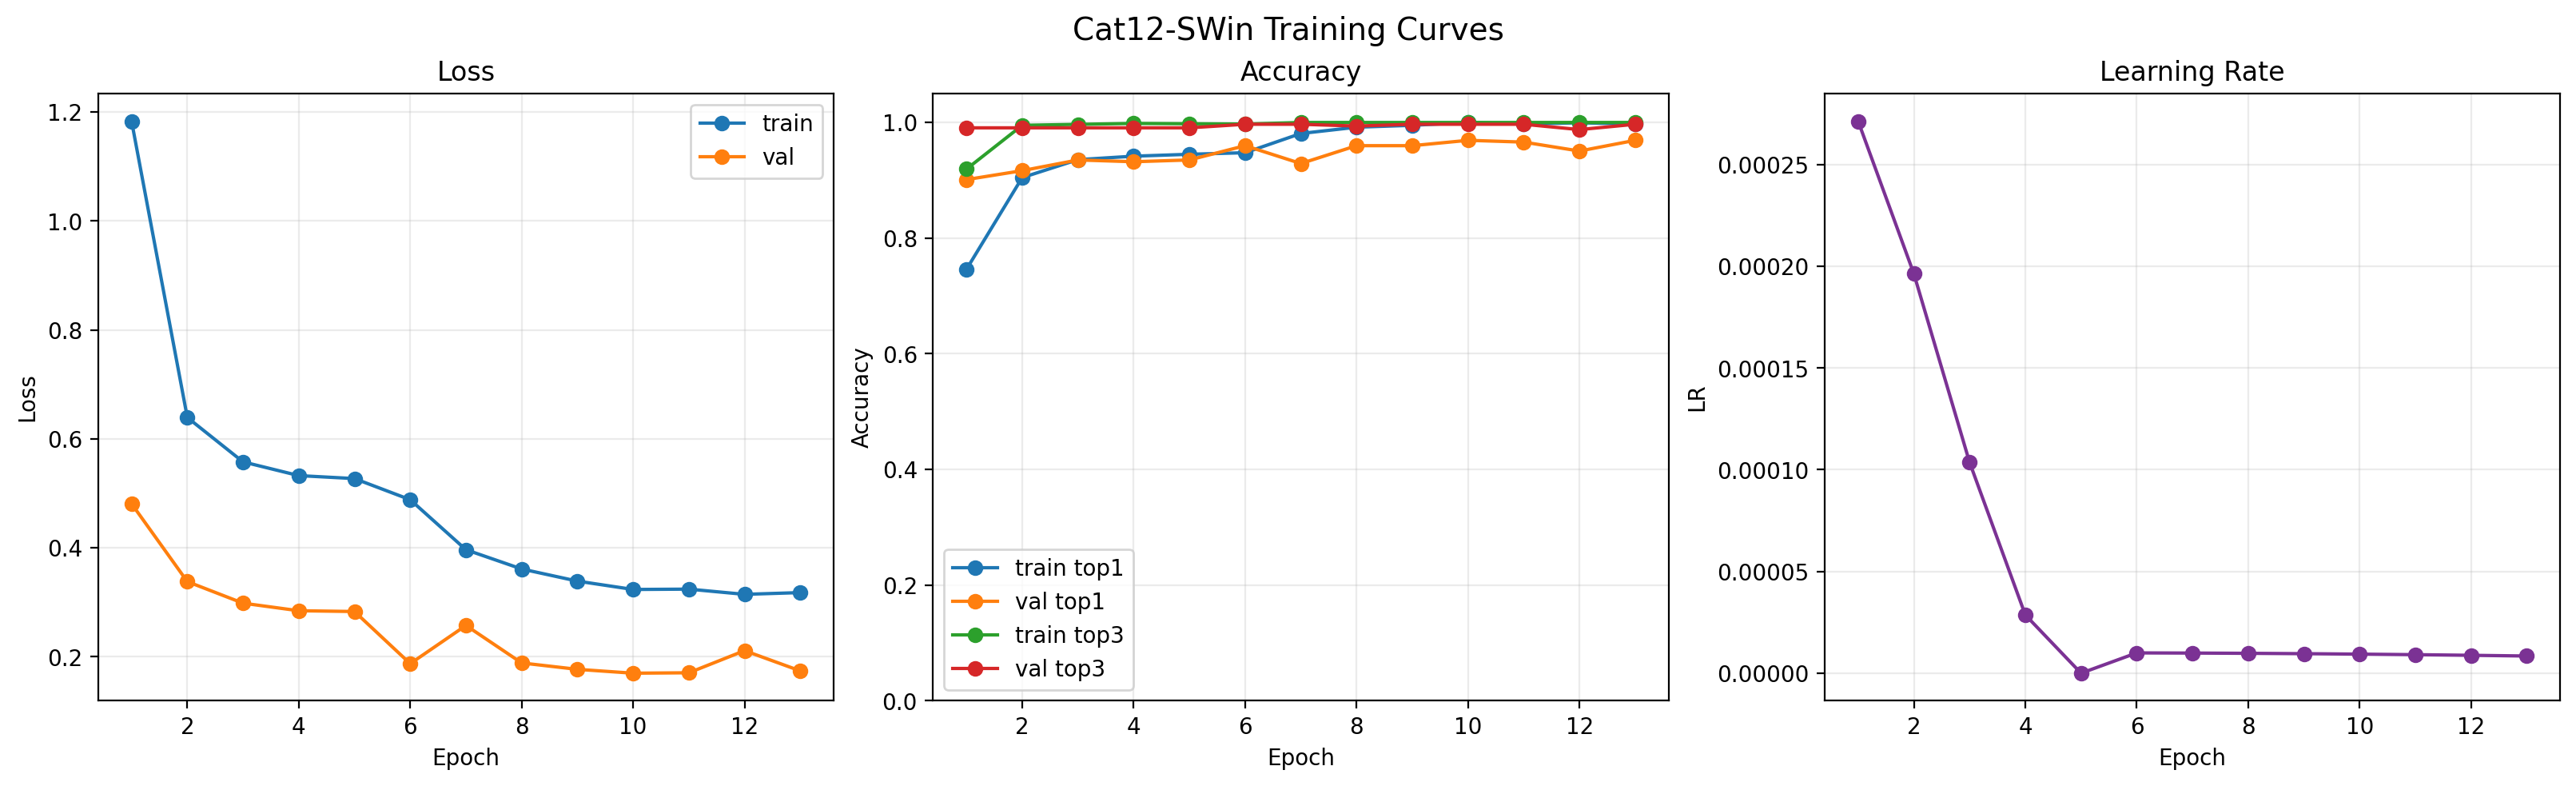 Cat12-SWin Training Curves
Loss
1.2
1.0
0.8
0.6
0.4
0.2
Loss
train
val
2 4 6 8 10 12
Epoch
Accuracy
1.0
0.8
0.6
0.4
0.2
0.0
Accuracy
train top1
val top1
train top3
val top3
2 4 6 8 10 12
Epoch
Learning Rate
0.00025
0.00020
0.00015
0.00010
0.00005
0.00000
LR
2 4 6 8 10 12
Epoch